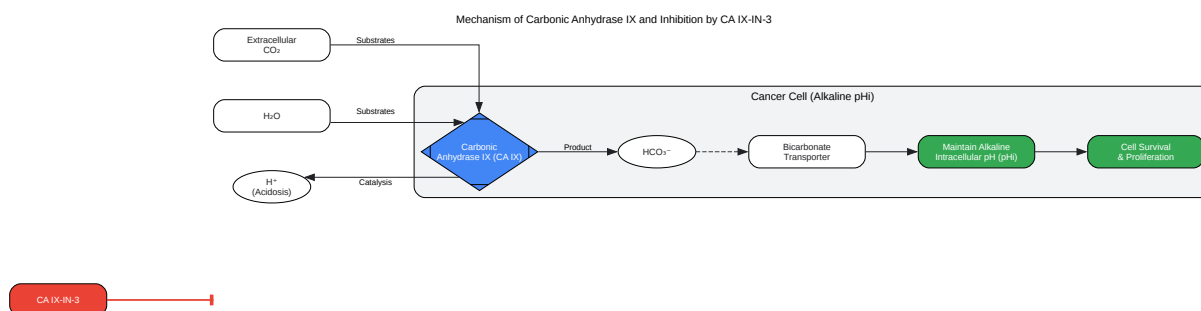 Mechanism of Carbonic Anhydrase IX and Inhibition by CA IX-IN-3
Extracellular
CO₂
Substrates
Cancer Cell (Alkaline pHi)
H₂O
Substrates
Carbonic
Anhydrase IX (CA IX)
Product
HCO₃⁻
Bicarbonate
Transporter
Maintain Alkaline
Intracellular pH (pHi)
Cell Survival
& Proliferation
H⁺
(Acidosis)
Catalysis
CA IX-IN-3